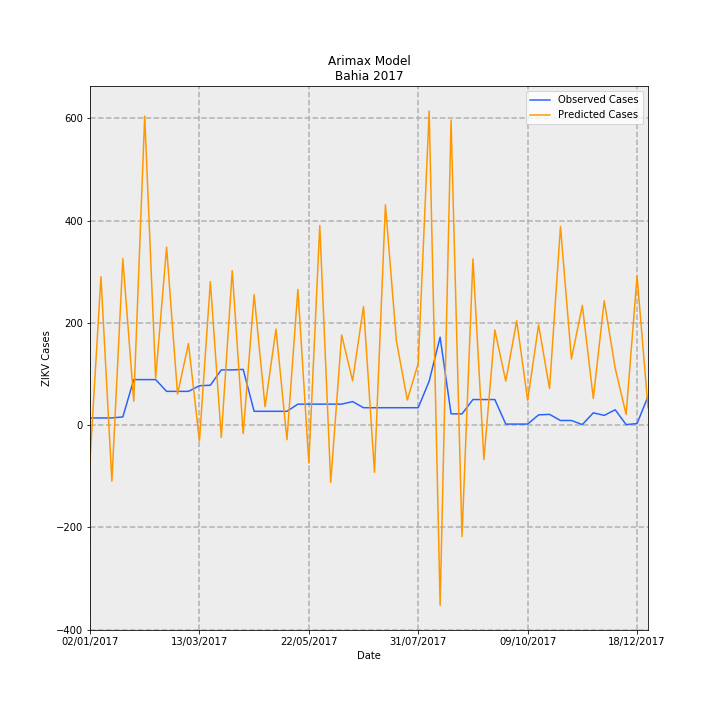 Arimax Model
Bahia 2017
Observed Cases
Predicted Cases
600
400
200
0
−200
−400
ZIKV Cases
02/01/2017 13/03/2017 22/05/2017 31/07/2017 09/10/2017 18/12/2017
Date